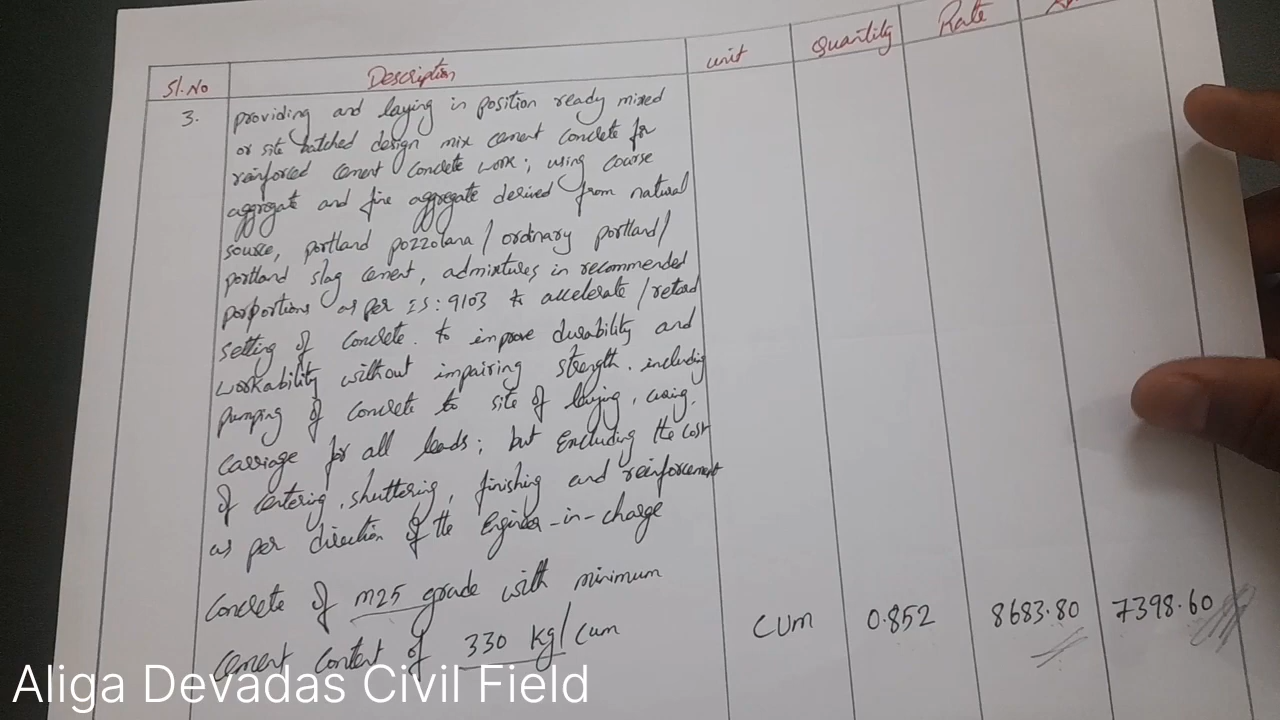 Sl.No Description unit Quantity Rate
3. providing and laying in position ready mixed
or site batched design mix cement concrete for
reinforced cement concrete work; using coarse
aggregate and fine aggregate derived from natural
source, portland pozzolana/ordinary portland/
portland slag cement, admixtures in recommended
porportions as per IS:9103 to accelerate/retard
setting of concrete. to improve durability and
workability without impairing strength. including
pumping of concrete to site of laying, curing.
carriage for all leads; but Excluding the cost
of centering, shuttering, finishing and reinforcement
as per direction of the Engineer-in-charge
Concrete of M25 grade with minimum
cement content of 330 kg/cum CUM 0.852 8683.80 7398.60
Aliga Devadas Civil Field